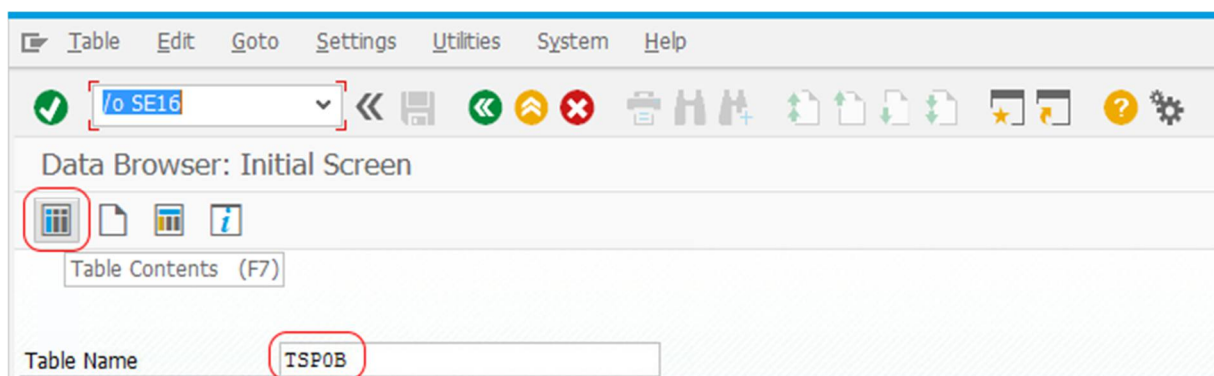 Table Edit Goto Settings Utilities System Help
/o SE16
Data Browser: Initial Screen
Table Contents (F7)
Table Name TSP0B